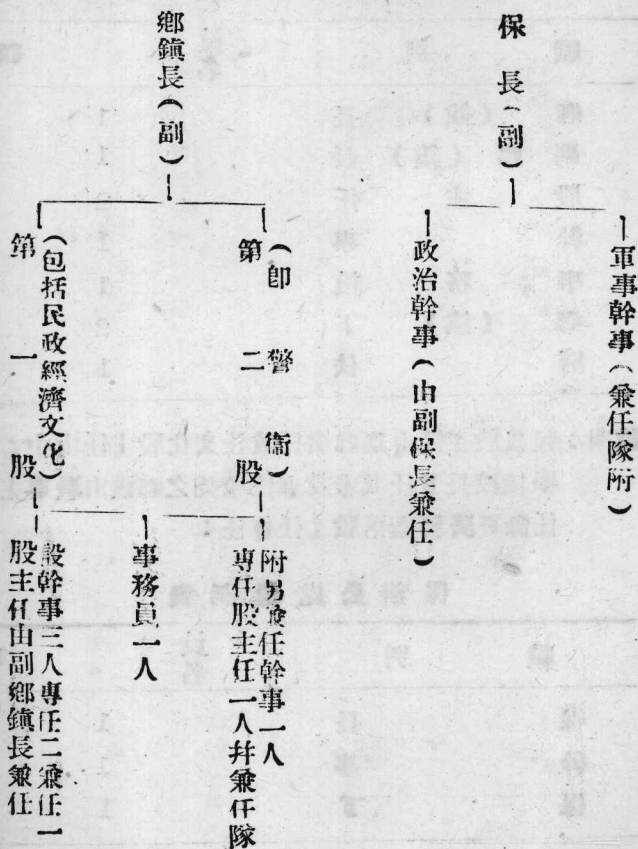 保長(副)
軍事幹事(兼任隊附)
政治幹事(由副保長兼任)
鄉鎮長(副)
第二股
(即警衛)
專任股主任一人幷兼任隊
附另兼任幹事一人
事務員一人
第一股
(包括民政經濟文化)
設幹事三人專任二兼任一
股主任由副鄉鎮長兼任